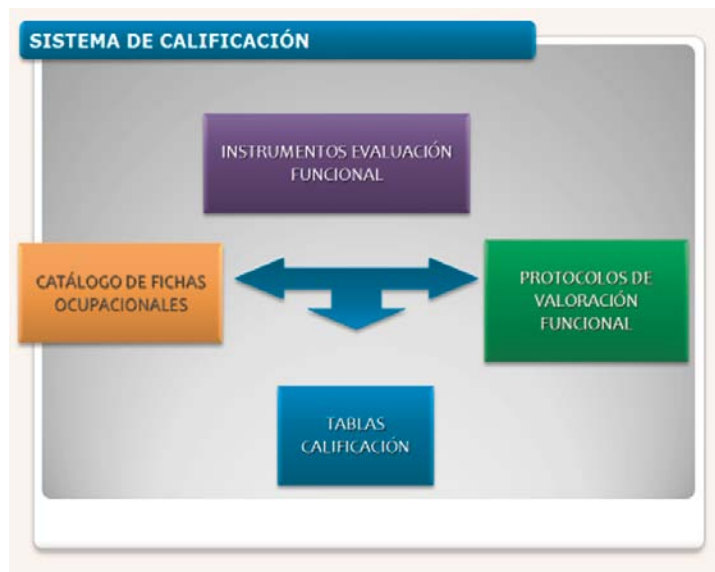 SISTEMA DE CALIFICACIÓN
INSTRUMENTOS EVALUACIÓN
FUNCIONAL
CATÁLOGO DE FICHAS
OCUPACIONALES
PROTOCOLOS DE
VALORACIÓN
FUNCIONAL
TABLAS
CALIFICACIÓN